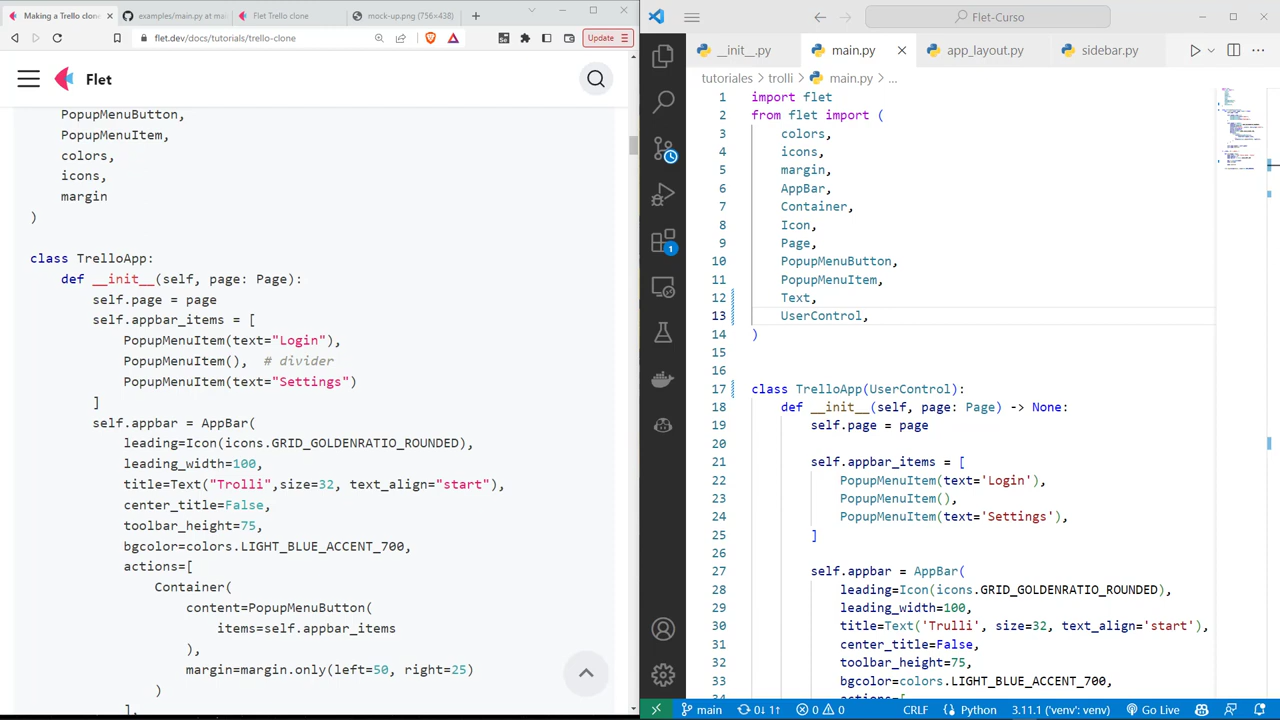 Making a Trello clone
examples/main.py at ma
Flet Trello clone
mock-up.png (756×438)
flet.dev/docs/tutorials/trello-clone
Update
Flet
PopupMenuButton,
PopupMenuItem,
colors,
icons,
margin
)
class TrelloApp:
def __init__(self, page: Page):
self.page = page
self.appbar_items = [
PopupMenuItem(text="Login"),
PopupMenuItem(), # divider
PopupMenuItem(text="Settings")
]
self.appbar = AppBar(
leading=Icon(icons.GRID_GOLDENRATIO_ROUNDED),
leading_width=100,
title=Text("Trolli",size=32, text_align="start"),
center_title=False,
toolbar_height=75,
bgcolor=colors.LIGHT_BLUE_ACCENT_700,
actions=[
Container(
content=PopupMenuButton(
items=self.appbar_items
),
margin=margin.only(left=50, right=25)
)
],
Flet-Curso
__init__.py
main.py
app_layout.py
sidebar.py
tutoriales > trolli > main.py > ...
1 import flet
2 from flet import (
3 colors,
4 icons,
5 margin,
6 AppBar,
7 Container,
8 Icon,
9 Page,
10 PopupMenuButton,
11 PopupMenuItem,
12 Text,
13 UserControl,
14 )
15
16
17 class TrelloApp(UserControl):
18 def __init__(self, page: Page) -> None:
19 self.page = page
20
21 self.appbar_items = [
22 PopupMenuItem(text='Login'),
23 PopupMenuItem(),
24 PopupMenuItem(text='Settings'),
25 ]
26
27 self.appbar = AppBar(
28 leading=Icon(icons.GRID_GOLDENRATIO_ROUNDED),
29 leading_width=100,
30 title=Text('Trulli', size=32, text_align='start'),
31 center_title=False,
32 toolbar_height=75,
33 bgcolor=colors.LIGHT_BLUE_ACCENT_700,
34 actions=[
1
main
0↓ 1↑
0 0
CRLF
Python
3.11.1 ('venv': venv)
Go Live